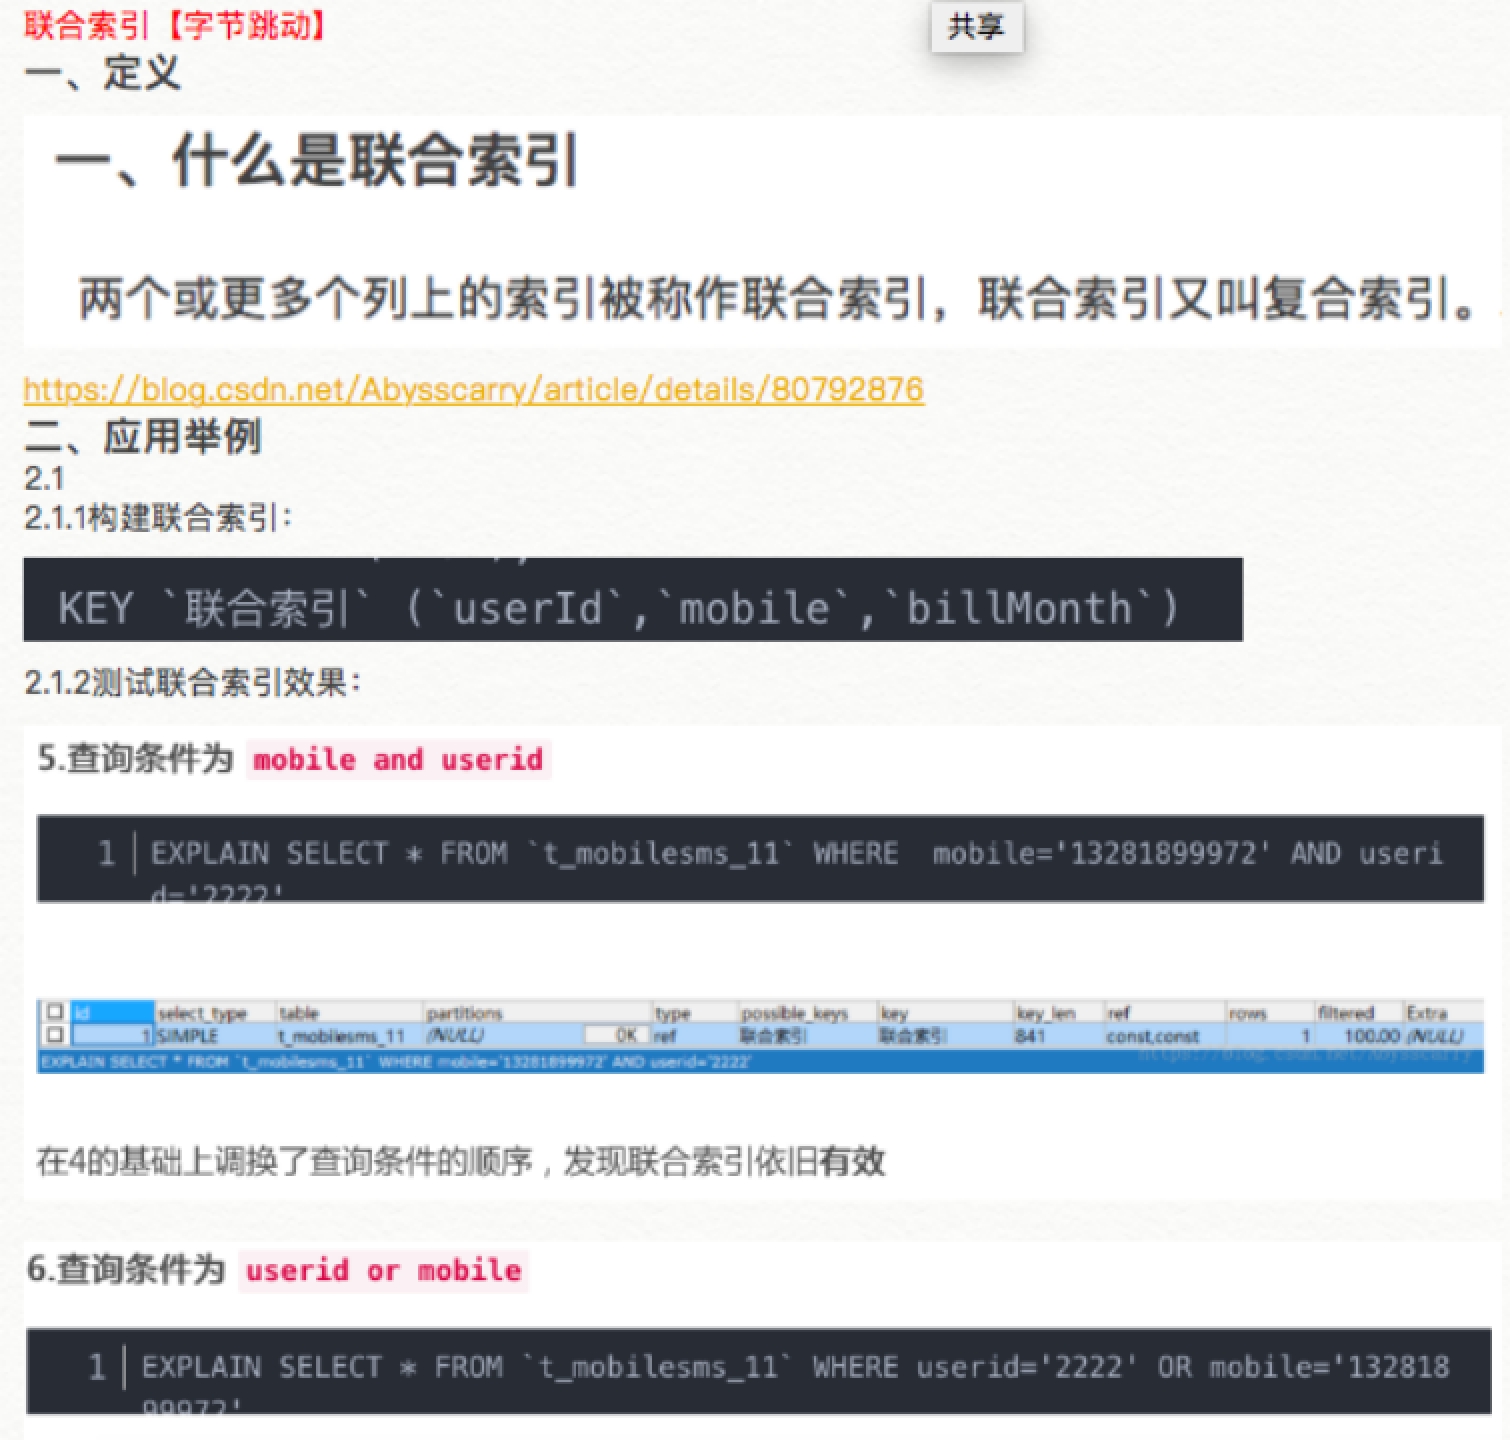 联合索引【字节跳动】
共享
一、定义
一、什么是联合索引
两个或更多个列上的索引被称作联合索引，联合索引又叫复合索引。
https://blog.csdn.net/Abysscarry/article/details/80792876
二、应用举例
2.1
2.1.1构建联合索引：
KEY `联合索引` (`userId`,`mobile`,`billMonth`)
2.1.2测试联合索引效果：
5.查询条件为 mobile and userid
1 EXPLAIN SELECT * FROM `t_mobilesms_11` WHERE  mobile='13281899972' AND useri
d='2222'
id select_type table partitions type possible_keys key key_len ref rows filtered Extra
1 SIMPLE t_mobilesms_11 (NULL) 0K ref 联合索引 联合索引 841 const,const 1 100.00 (NULL)
https://blog.csdn.net/Abysscarry
EXPLAIN SELECT * FROM `t_mobilesms_11` WHERE mobile='13281899972' AND userid='2222'
在4的基础上调换了查询条件的顺序，发现联合索引依旧有效
6.查询条件为 userid or mobile
1 EXPLAIN SELECT * FROM `t_mobilesms_11` WHERE userid='2222' OR mobile='132818
99972'